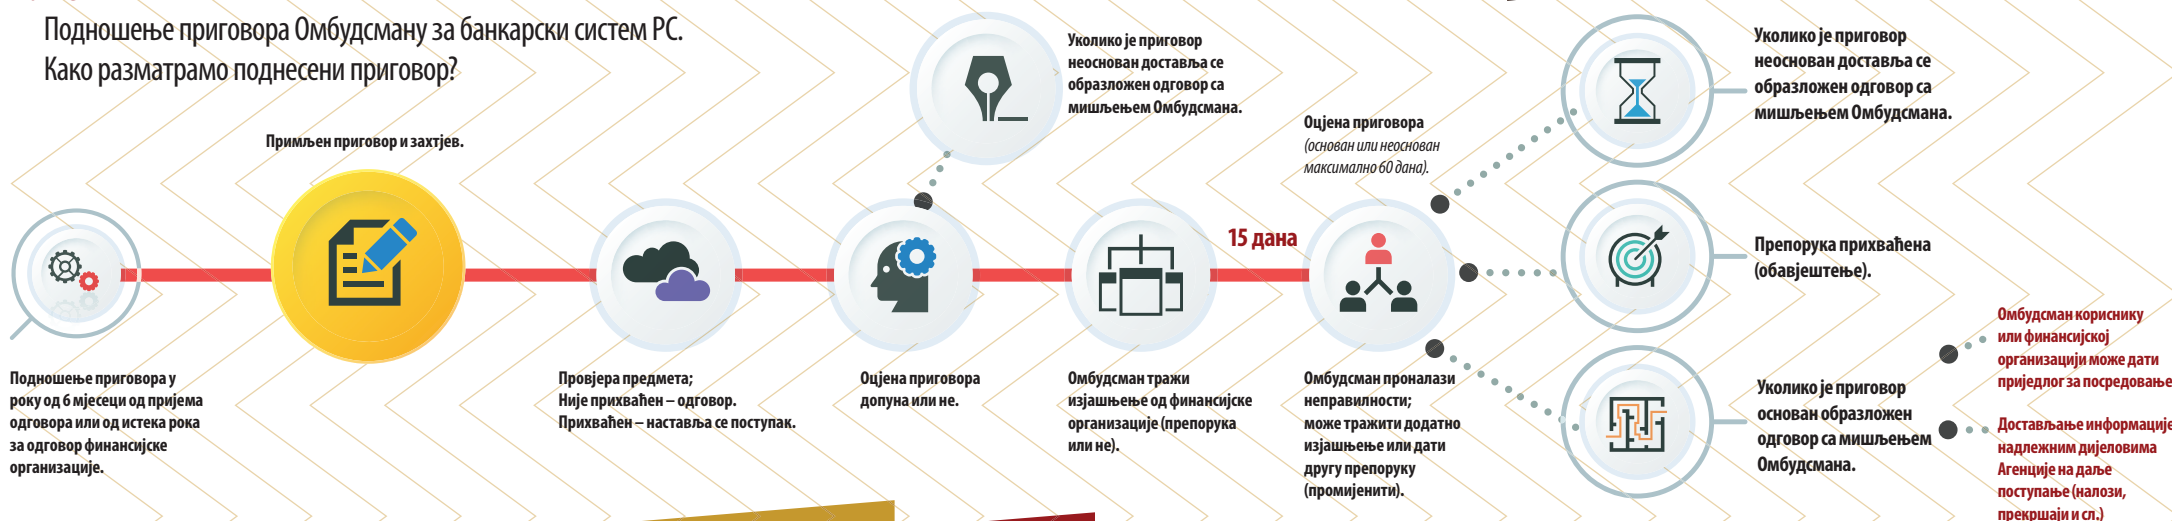 Подношење приговора Омбудсману за банкарски систем РС.
Како разматрамо поднесени приговор?
Подношење приговора у
року од 6 мјесеци од пријема
одговора или од истека рока
за одговор финансијске
организације.
Примљен приговор и захтјев.
Провјера предмета;
Није прихваћен – одговор.
Прихваћен – наставља се поступак.
Оцјена приговора
допуна или не.
Уколико је приговор
неоснован доставља се
образложен одговор са
мишљењем Омбудсмана.
Омбудсман тражи
изјашњење од финансијске
организације (препорука
или не).
15 дана
Оцјена приговора
(основан или неоснован
максимално 60 дана).
Омбудсман проналази
неправилности;
може тражити додатно
изјашњење или дати
другу препоруку
(промијенити).
Уколико је приговор
неоснован доставља се
образложен одговор са
мишљењем Омбудсмана.
Препорука прихваћена
(обавјештење).
Уколико је приговор
основан образложен
одговор са мишљењем
Омбудсмана.
Омбудсман кориснику
или финансијској
организацији може дати
приједлог за посредовање
Достављање информације
надлежним дијеловима
Агенције на даље
поступање (налози,
прекршаји и сл.)